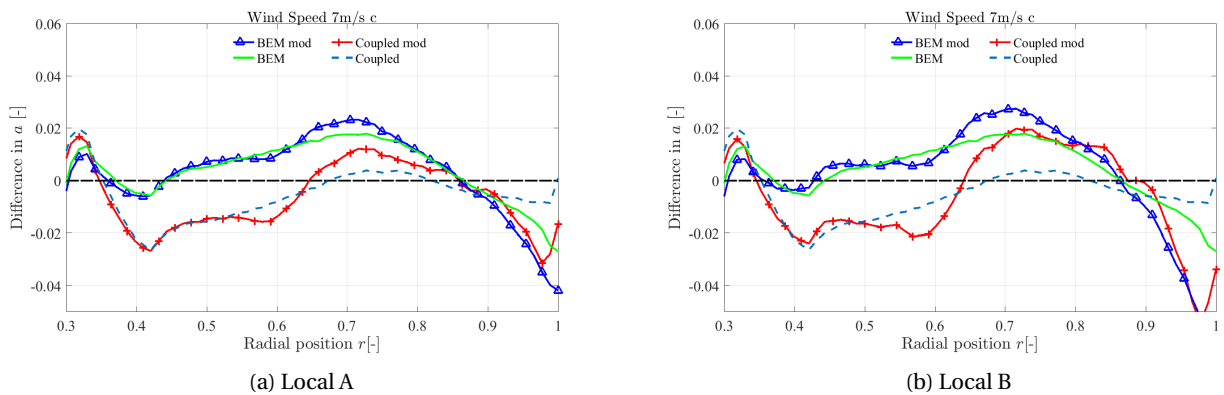 Wind Speed 7m/s c
BEM mod
Coupled mod
BEM
Coupled
0.06
0.04
0.02
0
-0.02
-0.04
Difference in a [-]
0.3
0.4
0.5
0.6
0.7
0.8
0.9
1
Radial position r[-]
(a) Local A
Wind Speed 7m/s c
BEM mod
Coupled mod
BEM
Coupled
0.06
0.04
0.02
0
-0.02
-0.04
Difference in a [-]
0.3
0.4
0.5
0.6
0.7
0.8
0.9
1
Radial position r[-]
(b) Local B